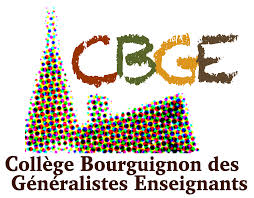 CBGE
Collège Bourguignon des
Généralistes Enseignants